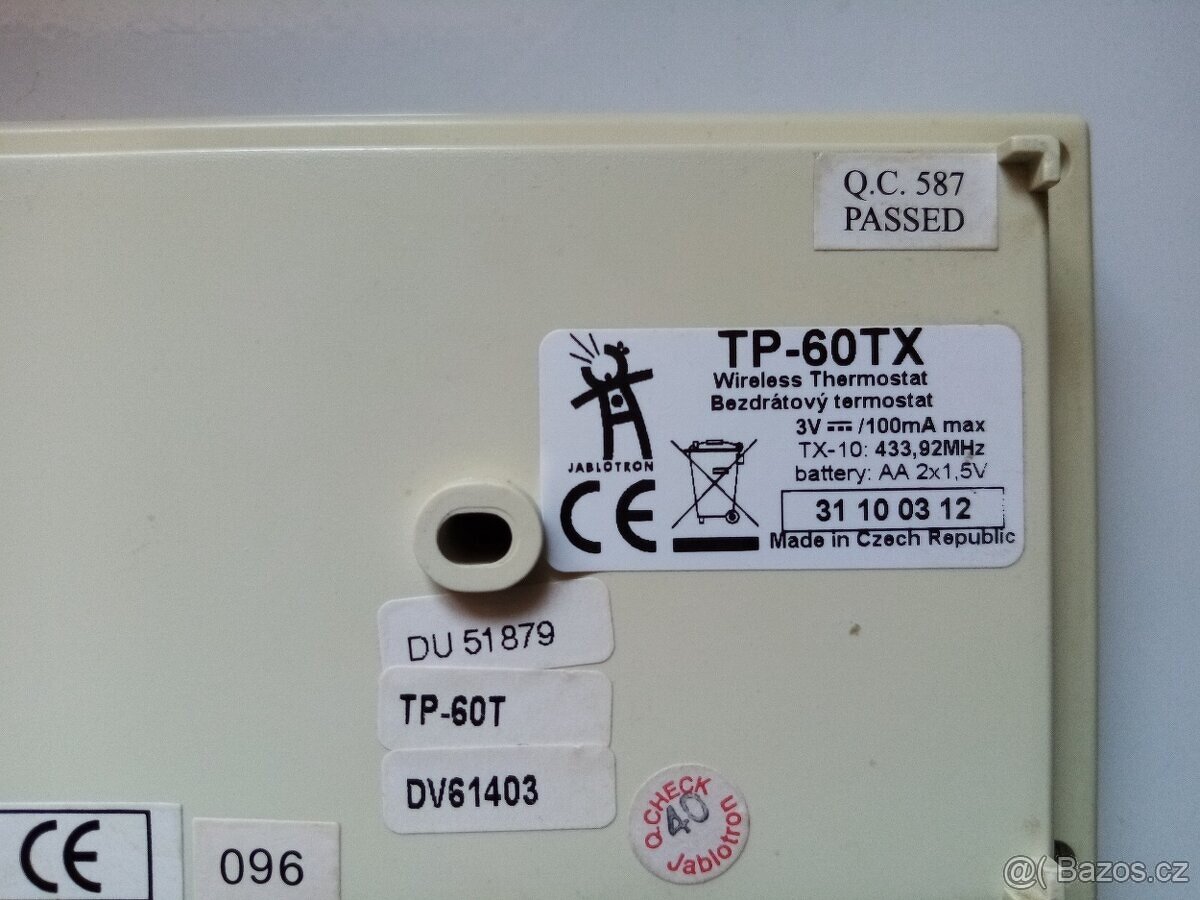 Q.C. 587
PASSED
TP-60TX
Wireless Thermostat
Bezdrátový termostat
3V ⎓ /100mA max
TX-10: 433,92MHz
battery: AA 2x1,5V
31 10 03 12
Made in Czech Republic
JABLOTRON
CE
DU 51879
TP-60T
DV61403
Q.CHECK
40
Jablotron
CE
096
@( Bazos.cz